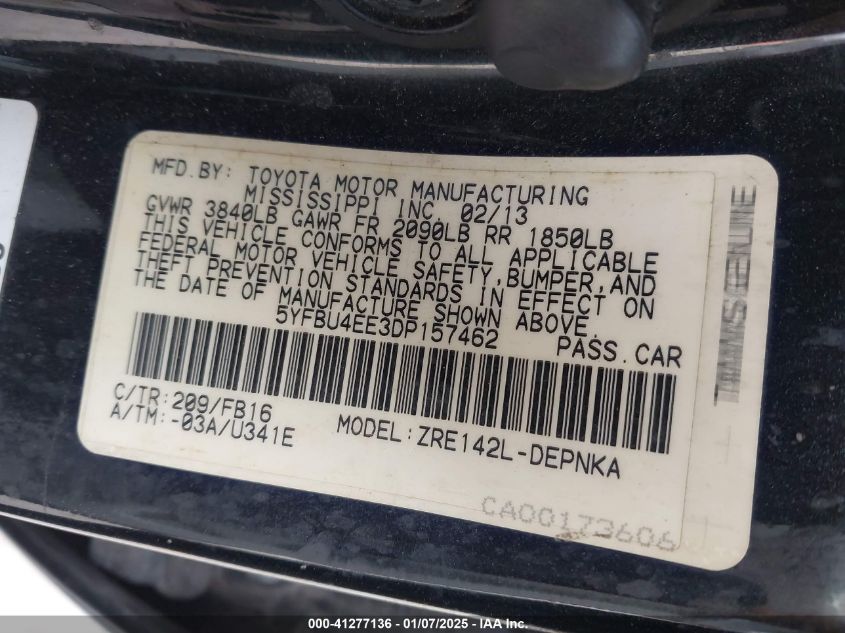 MFD.BY: TOYOTA MOTOR MANUFACTURING
MISSISSIPPI INC. 02/13
GVWR 3840LB GAWR FR 2090LB RR 1850LB
THIS VEHICLE CONFORMS TO ALL APPLICABLE
FEDERAL MOTOR VEHICLE SAFETY,BUMPER,AND
THEFT PREVENTION STANDARDS IN EFFECT ON
THE DATE OF MANUFACTURE SHOWN ABOVE.
5YFBU4EE3DP157462 PASS.CAR
C/TR:209/FB16
A/TM:-03A/U341E
MODEL:ZRE142L-DEPNKA
CA00173606
000-41277136 - 01/07/2025 - IAA Inc.